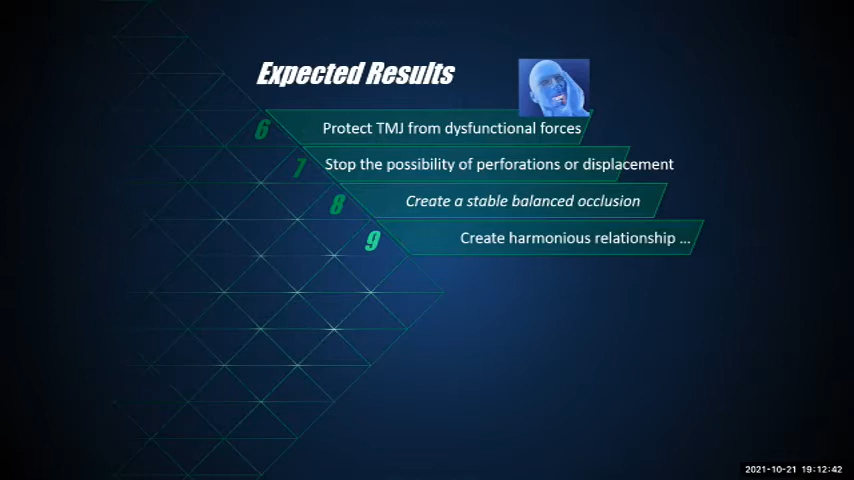 Expected Results
6 Protect TMJ from dysfunctional forces
7 Stop the possibility of perforations or displacement
8 Create a stable balanced occlusion
9 Create harmonious relationship ...
2021-10-21 19:12:42